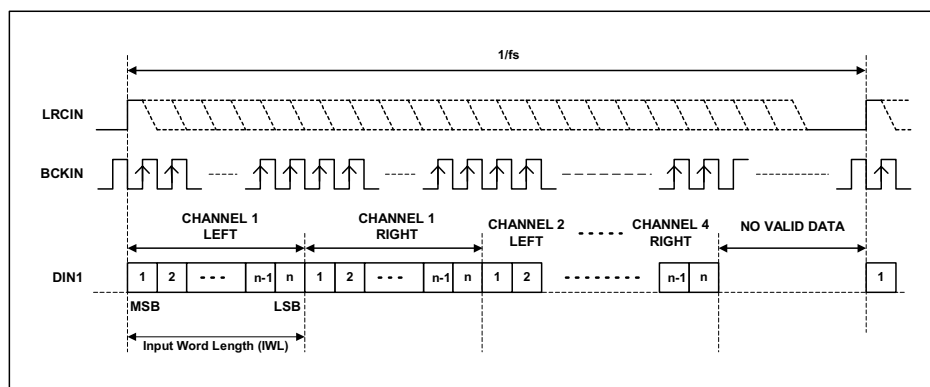 1/fs
LRCIN
BCKIN
CHANNEL 1 LEFT
CHANNEL 1 RIGHT
CHANNEL 2 LEFT
CHANNEL 4 RIGHT
NO VALID DATA
DIN1
1 2 n-1 n 1 2 n-1 n 1 2 n-1 n 1
MSB LSB
Input Word Length (IWL)